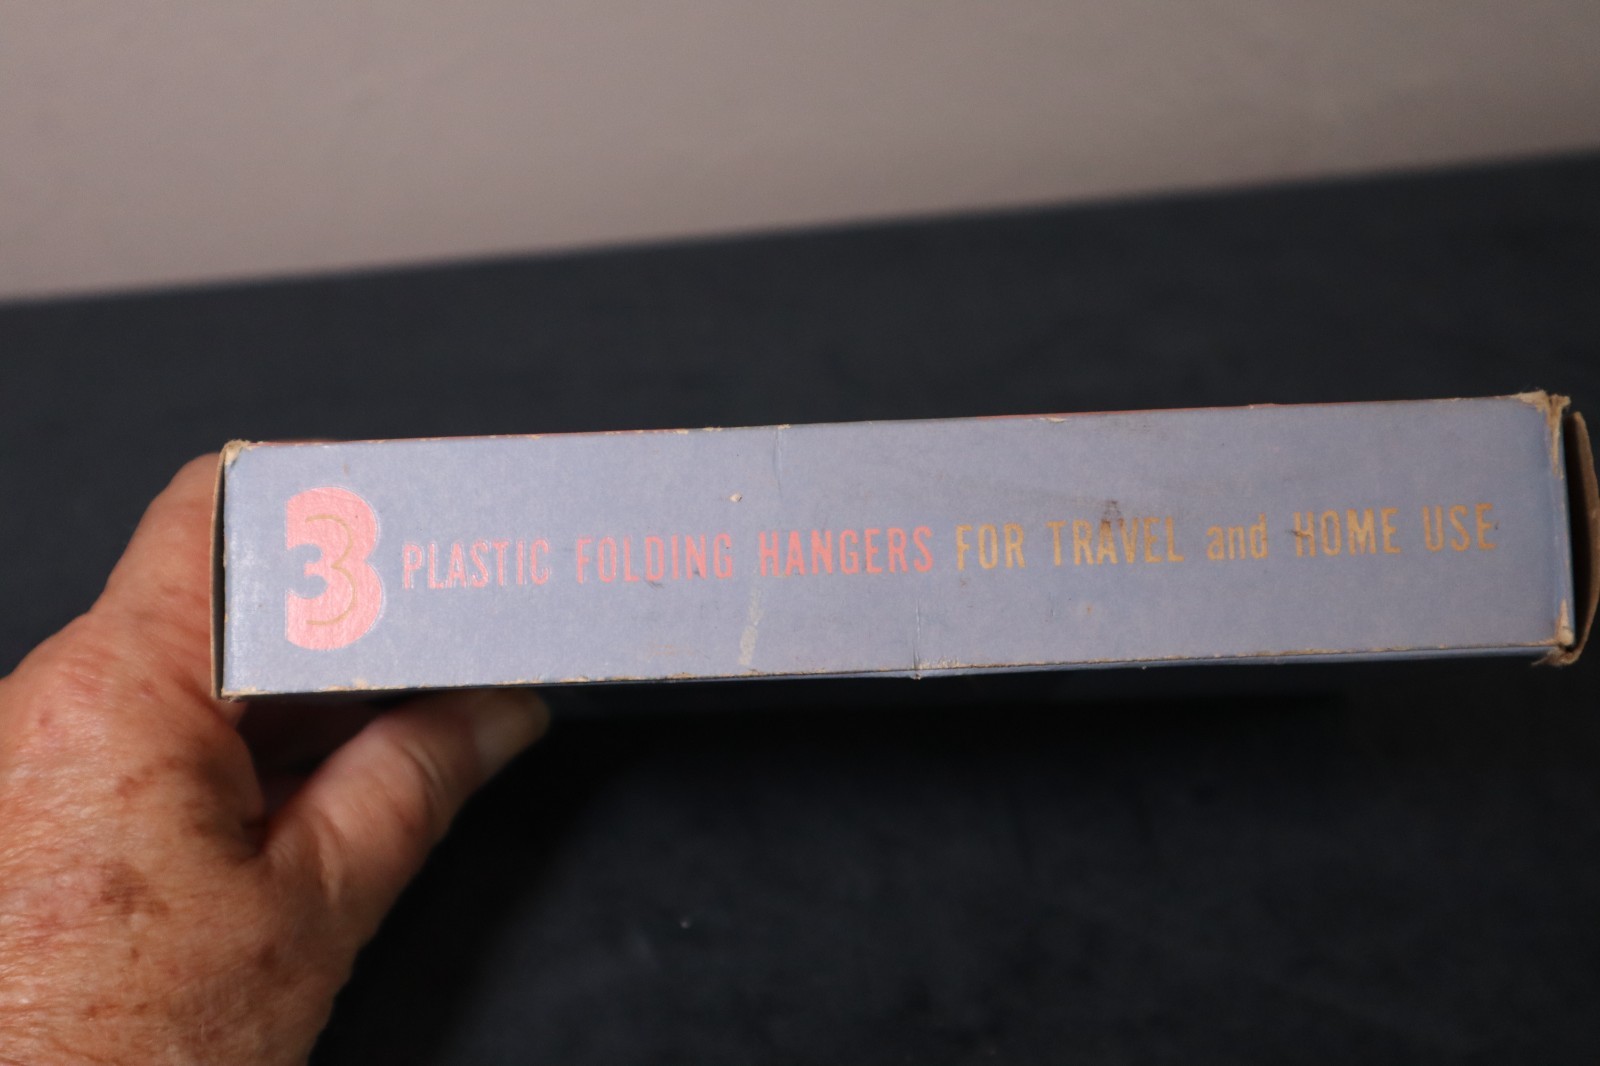 3 PLASTIC FOLDING HANGERS FOR TRAVEL and HOME USE